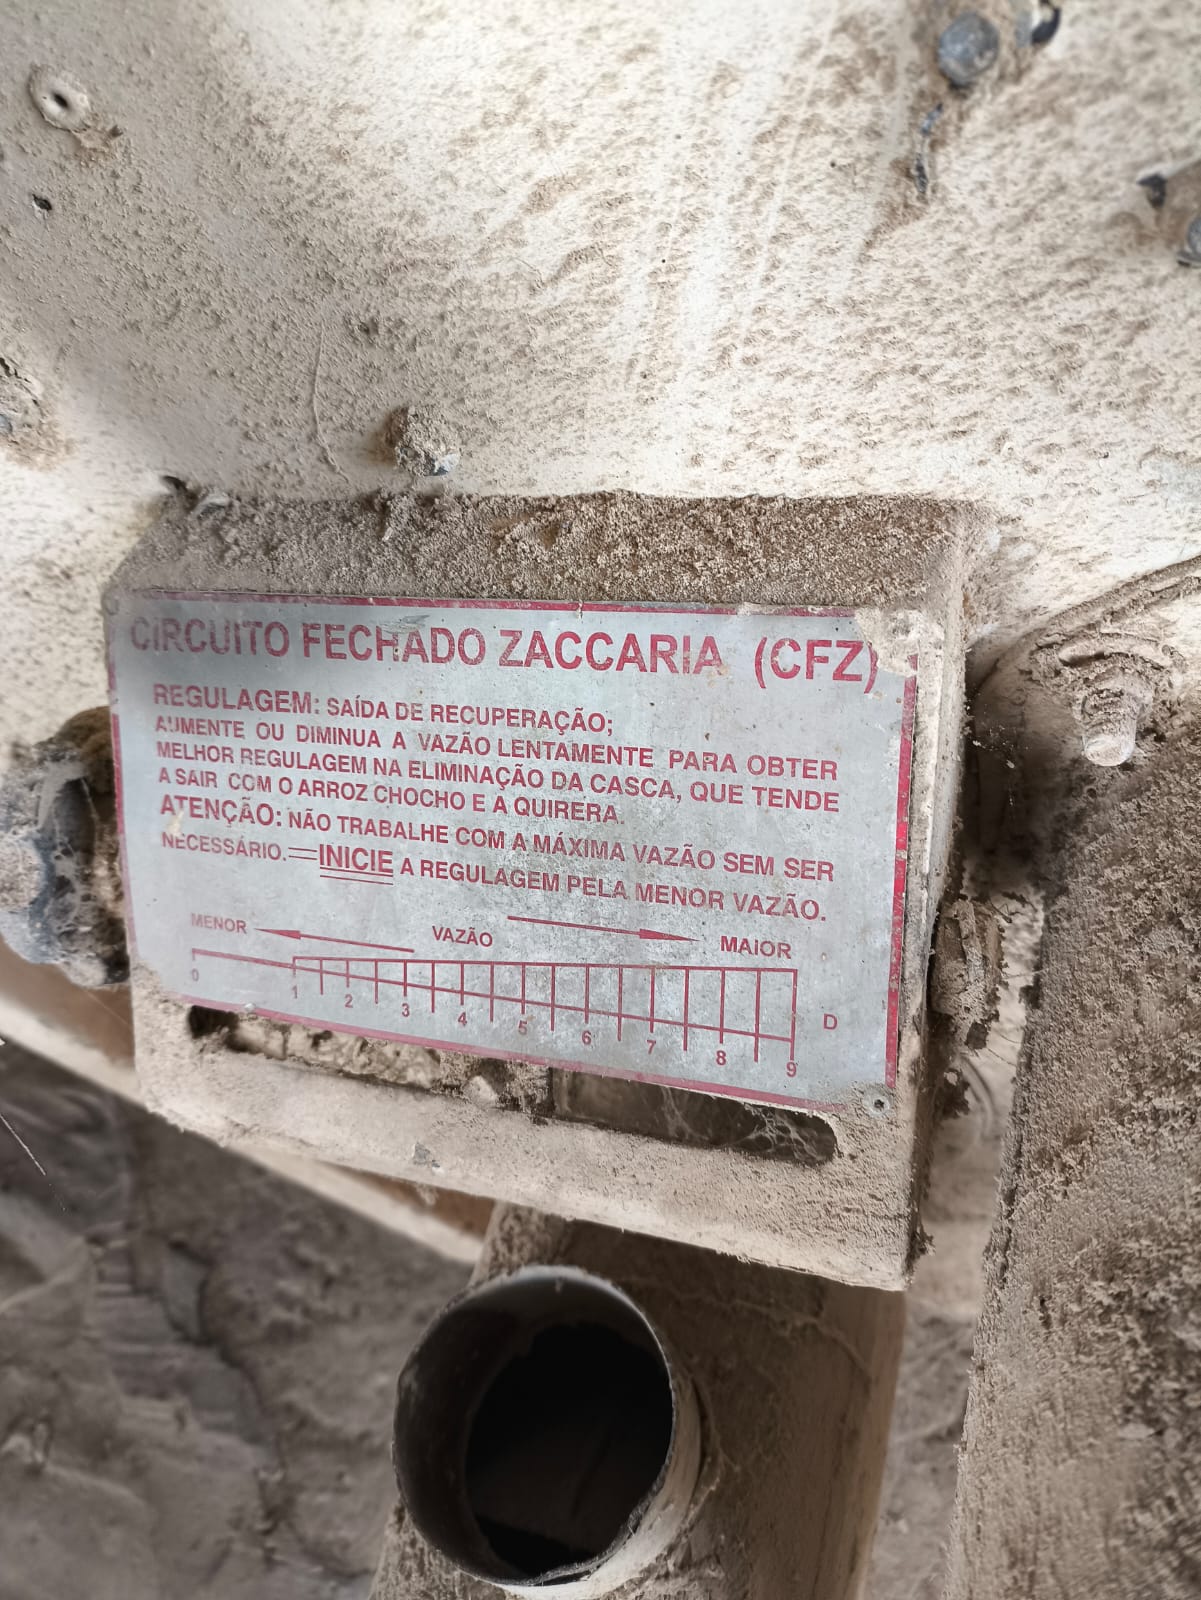 CIRCUITO FECHADO ZACCARIA (CFZ)
REGULAGEM: SAÍDA DE RECUPERAÇÃO;
AUMENTE OU DIMINUA A VAZÃO LENTAMENTE PARA OBTER
MELHOR REGULAGEM NA ELIMINAÇÃO DA CASCA, QUE TENDE
A SAIR COM O ARROZ CHOCHO E A QUIRERA.
ATENÇÃO: NÃO TRABALHE COM A MÁXIMA VAZÃO SEM SER
NECESSÁRIO. INICIE A REGULAGEM PELA MENOR VAZÃO.
MENOR VAZÃO MAIOR
0 1 2 3 4 5 6 7 8 9 D